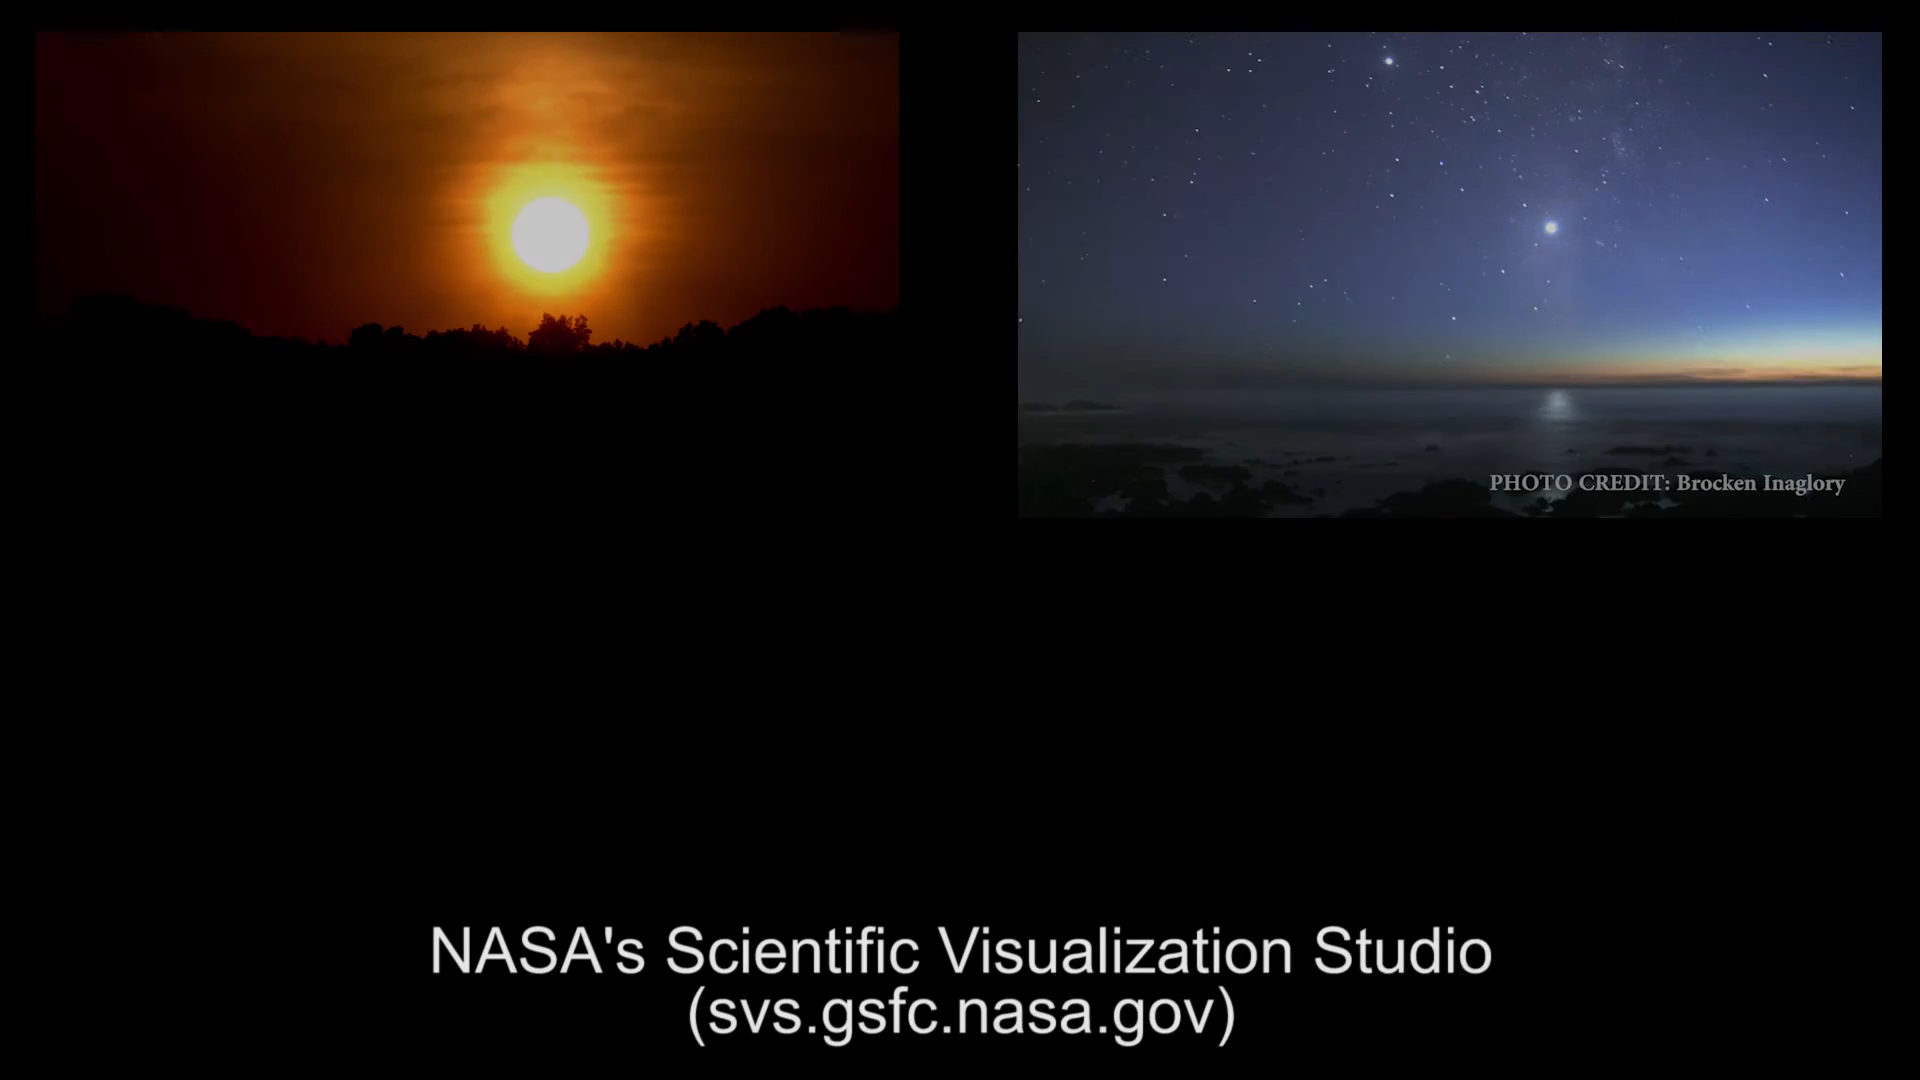 PHOTO CREDIT: Brocken Inaglory
NASA's Scientific Visualization Studio
(svs.gsfc.nasa.gov)